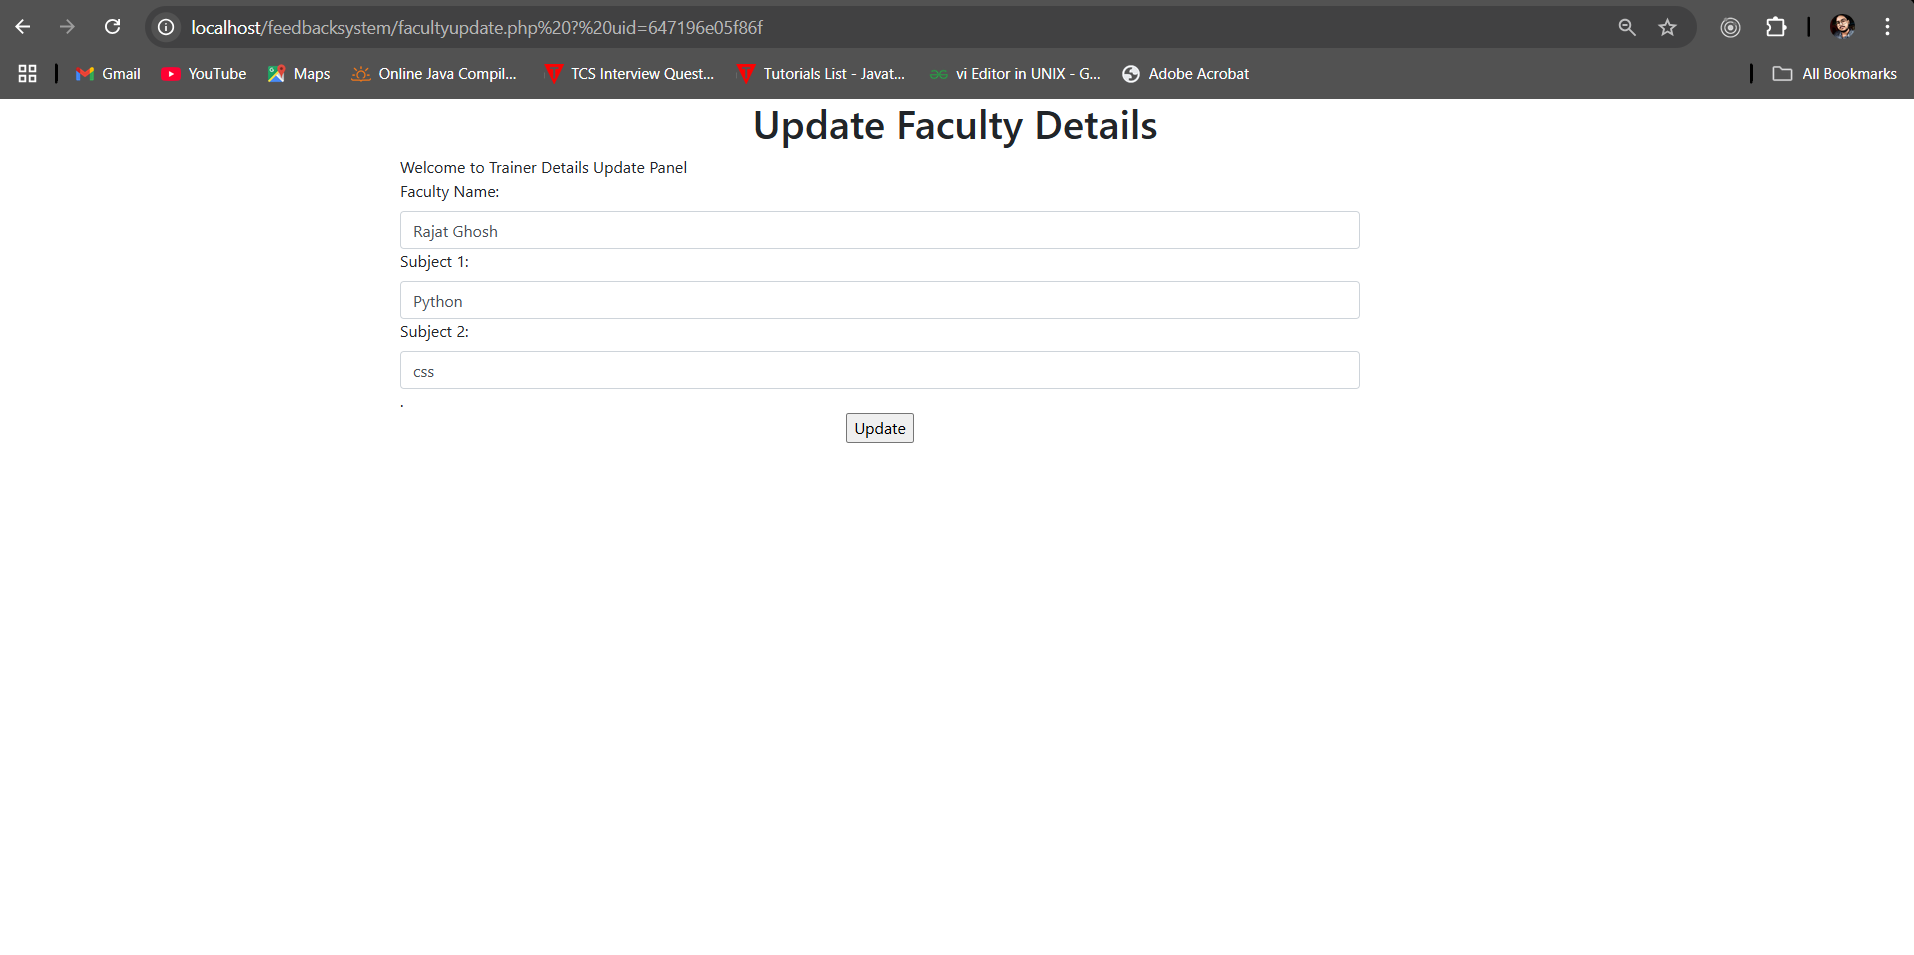 localhost/feedbacksystem/facultyupdate.php%20?%20uid=647196e05f86f
Gmail YouTube Maps Online Java Compil... TCS Interview Quest... Tutorials List - Javat... vi Editor in UNIX - G... Adobe Acrobat All Bookmarks
Update Faculty Details
Welcome to Trainer Details Update Panel
Faculty Name:
Rajat Ghosh
Subject 1:
Python
Subject 2:
css
.
Update